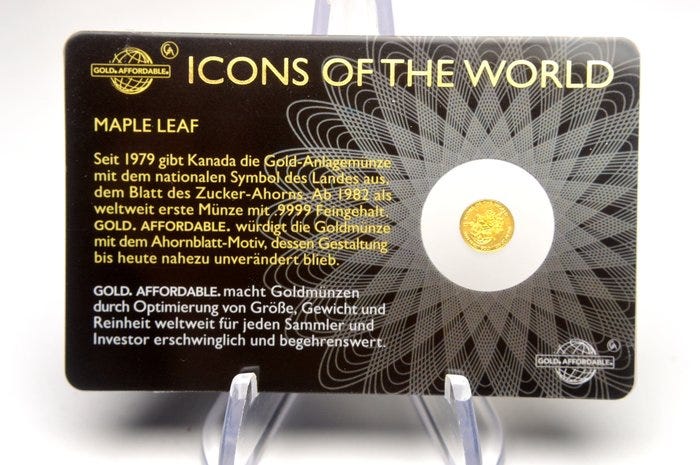 GA
GOLD. AFFORDABLE.
ICONS OF THE WORLD
MAPLE LEAF
Seit 1979 gibt Kanada die Gold-Anlagemünze
mit dem nationalen Symbol des Landes aus,
dem Blatt des Zucker-Ahorns. Ab 1982 als
weltweit erste Münze mit .9999 Feingehalt.
GOLD. AFFORDABLE. würdigt die Goldmünze
mit dem Ahornblatt-Motiv, dessen Gestaltung
bis heute nahezu unverändert blieb.
GOLD. AFFORDABLE. macht Goldmünzen
durch Optimierung von Größe, Gewicht und
Reinheit weltweit für jeden Sammler und
Investor erschwinglich und begehrenswert.
GA
GOLD. AFFORDABLE.